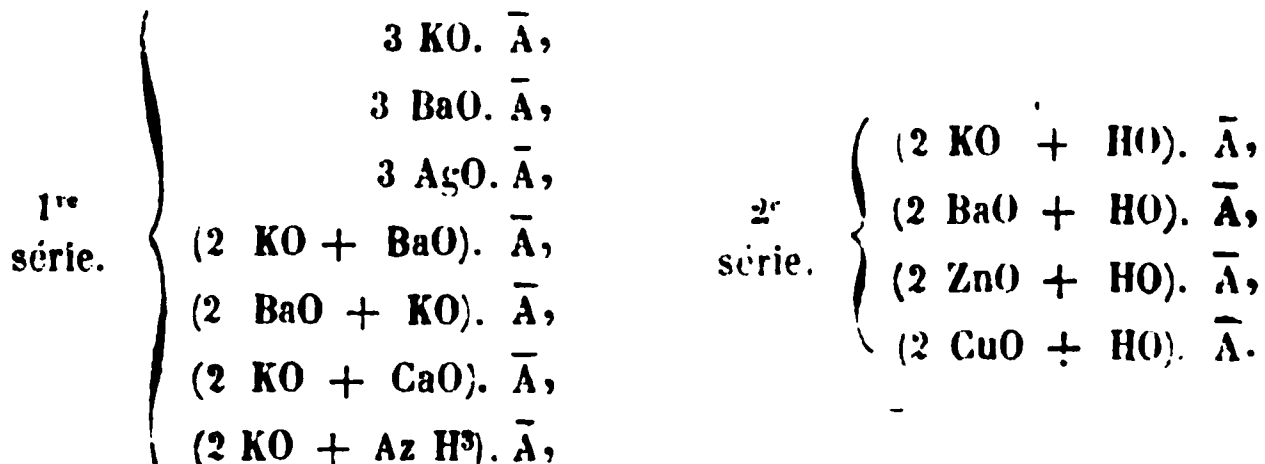 1re
série.
3 KO. A̅,
3 BaO. A̅,
3 AgO. A̅,
(2 KO + BaO). A̅,
(2 BaO + KO). A̅,
(2 KO + CaO). A̅,
(2 KO + Az H³). A̅,
2e
série.
(2 KO + HO). A̅,
(2 BaO + HO). A̅,
(2 ZnO + HO). A̅,
(2 CuO + HO). A̅.